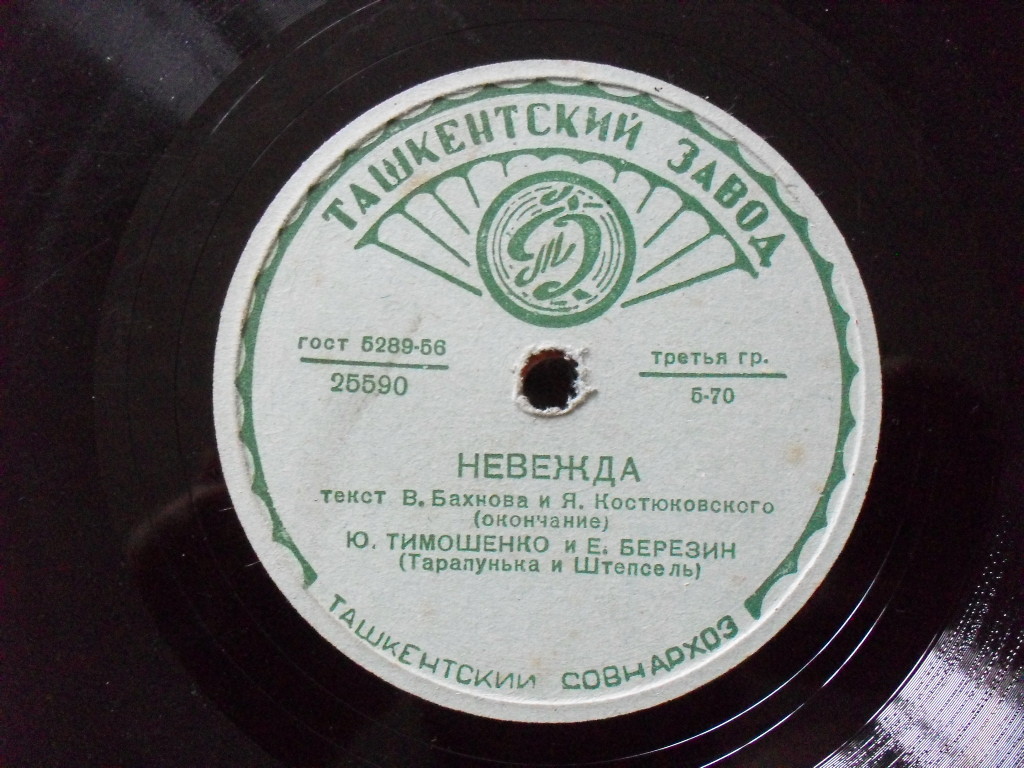 ТАШКЕНТСКИЙ ЗАВОД
гост 5289-56
25590
третья гр.
Б-70
НЕВЕЖДА
текст В. Бахнова и Я. Костюковского
(окончание)
Ю. ТИМОШЕНКО и Е. БЕРЕЗИН
(Тарапунька и Штепсель)
ТАШКЕНТСКИЙ СОВНАРХОЗ